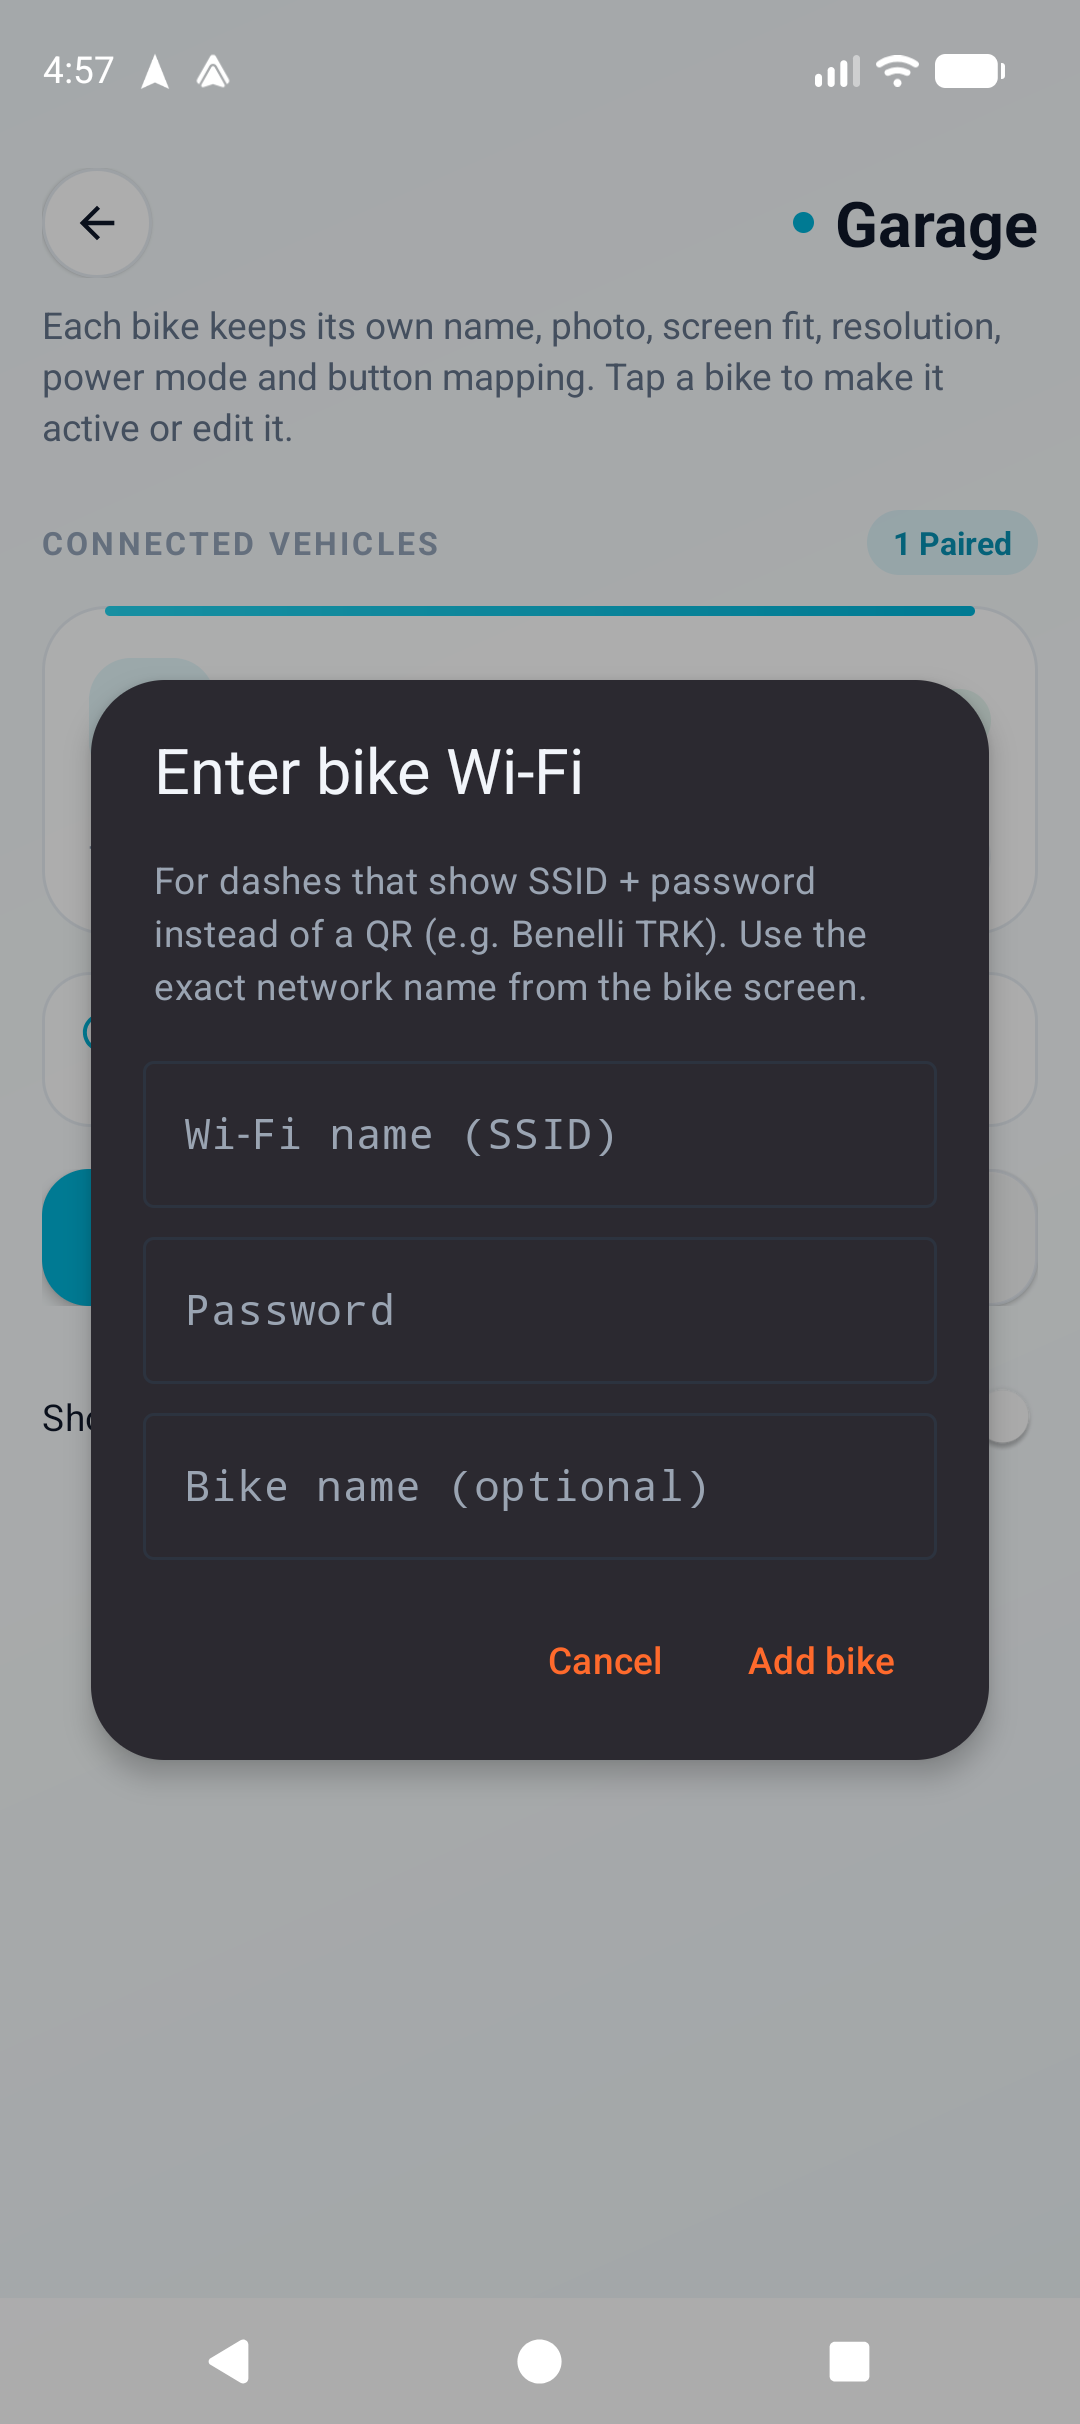 4:57
Garage
Each bike keeps its own name, photo, screen fit, resolution,
power mode and button mapping. Tap a bike to make it
active or edit it.
CONNECTED VEHICLES
1 Paired
Enter bike Wi-Fi
For dashes that show SSID + password
instead of a QR (e.g. Benelli TRK). Use the
exact network name from the bike screen.
Wi-Fi name (SSID)
Password
Bike name (optional)
Cancel
Add bike